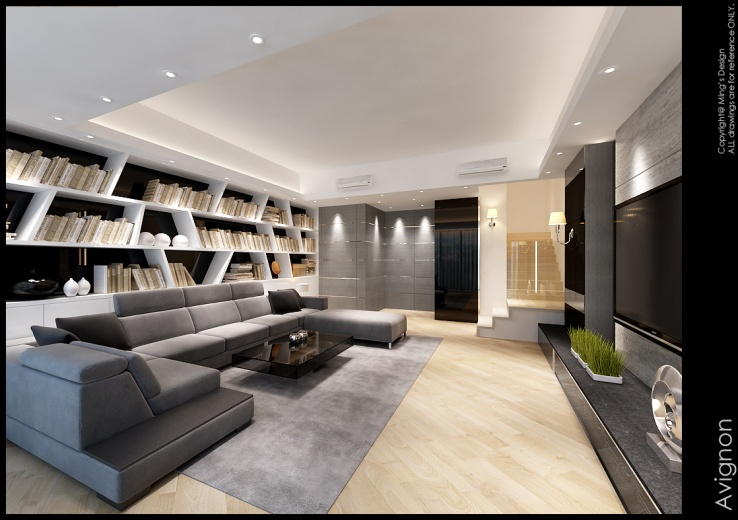 Copyright@ Ming's Design
ALL drawings are for reference ONLY.
Avignon